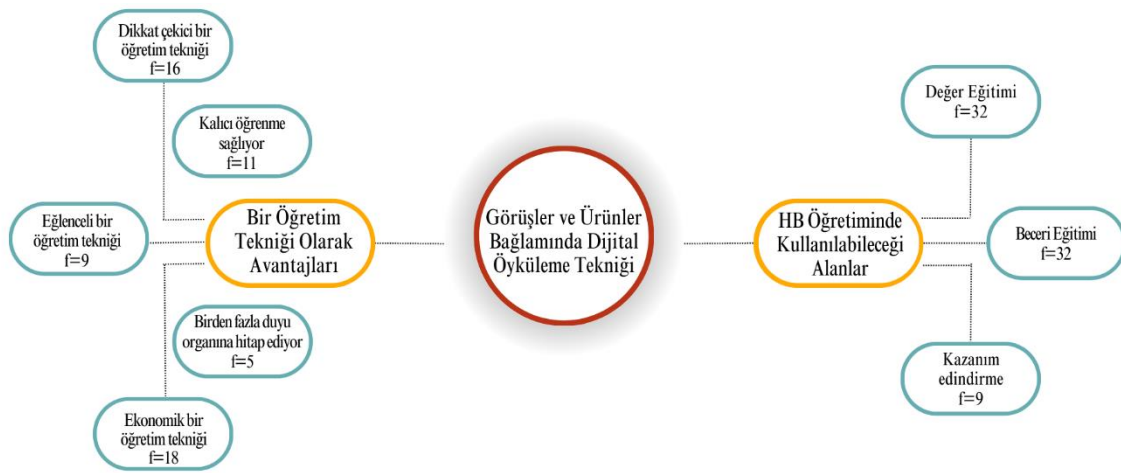 Dikkat çekici bir
öğretim tekniği
f=16
Kalıcı öğrenme
sağlıyor
f=11
Eğlenceli bir
öğretim tekniği
f=9
Birden fazla duyu
organına hitap ediyor
f=5
Ekonomik bir
öğretim tekniği
f=18
Bir Öğretim
Tekniği Olarak
Avantajları
Görüşler ve Ürünler
Bağlamında Dijital
Öyküleme Tekniği
HB Öğretiminde
Kullanılabileceği
Alanlar
Değer Eğitimi
f=32
Beceri Eğitimi
f=32
Kazanım
edindirme
f=9